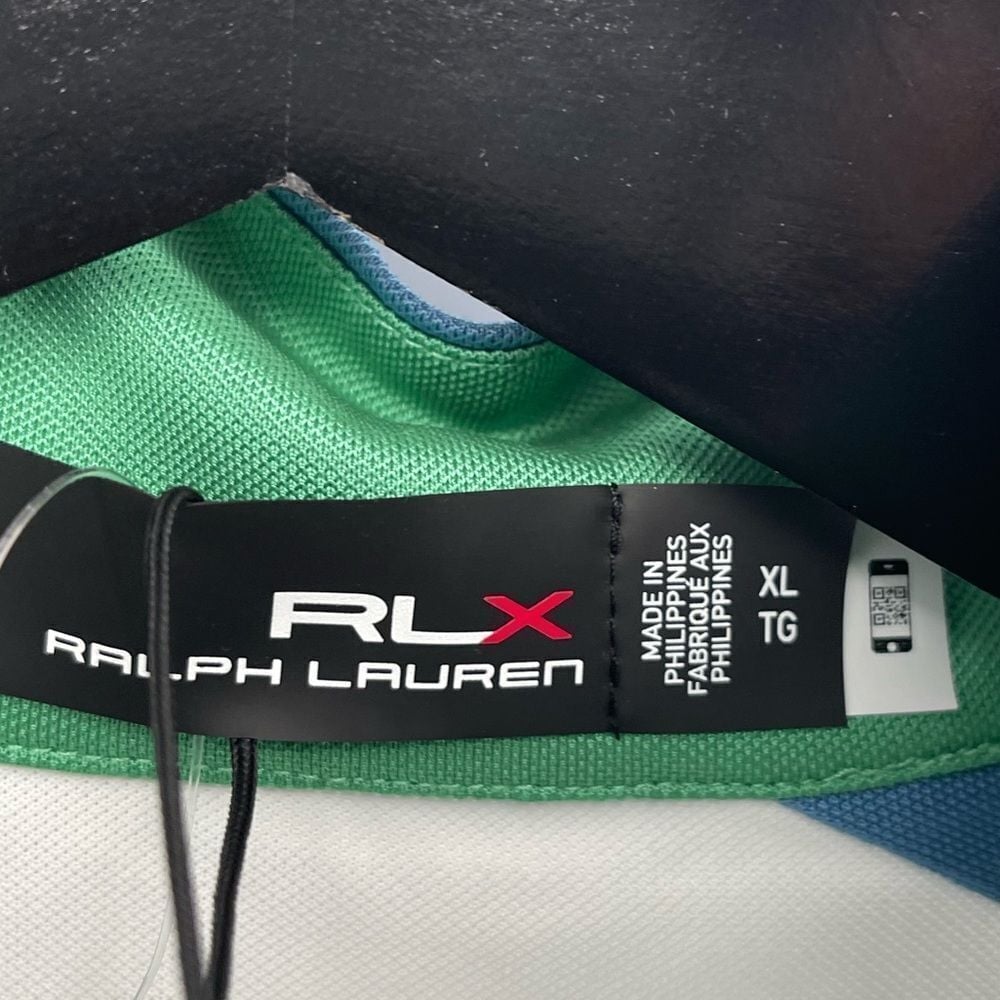 RLX
RALPH LAUREN
MADE IN
PHILIPPINES
FABRIQUÉ AUX
PHILIPPINES
XL
TG